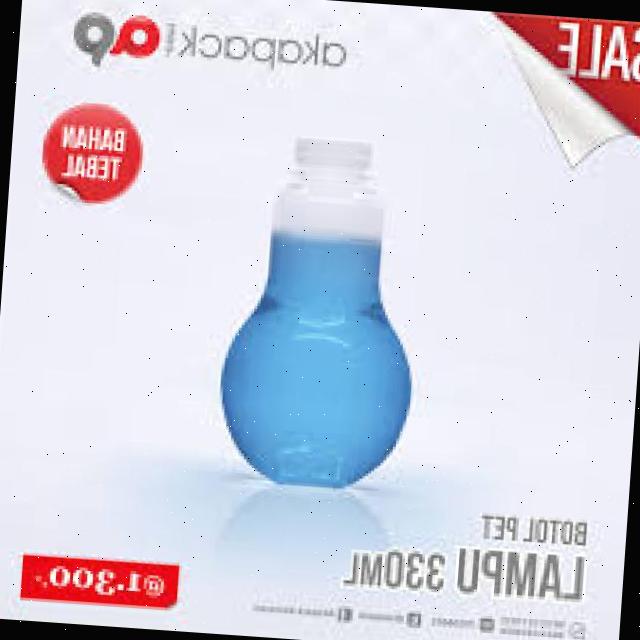 akapack
SALE
BAHAN
TEBAL
BOTOL PET
LAMPU 330ML
@1.300,-